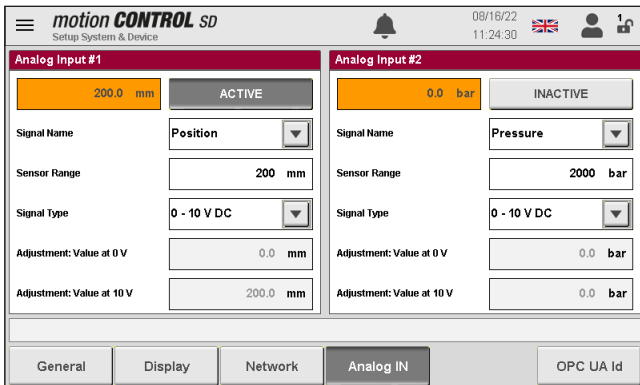 motion CONTROL SD
Setup System & Device
08/16/22
11:24:30
1
Analog Input #1
200.0 mm
ACTIVE
Signal Name
Position
Sensor Range
200 mm
Signal Type
0 - 10 V DC
Adjustment: Value at 0 V
0.0 mm
Adjustment: Value at 10 V
200.0 mm
Analog Input #2
0.0 bar
INACTIVE
Signal Name
Pressure
Sensor Range
2000 bar
Signal Type
0 - 10 V DC
Adjustment: Value at 0 V
0.0 bar
Adjustment: Value at 10 V
0.0 bar
General
Display
Network
Analog IN
OPC UA Id